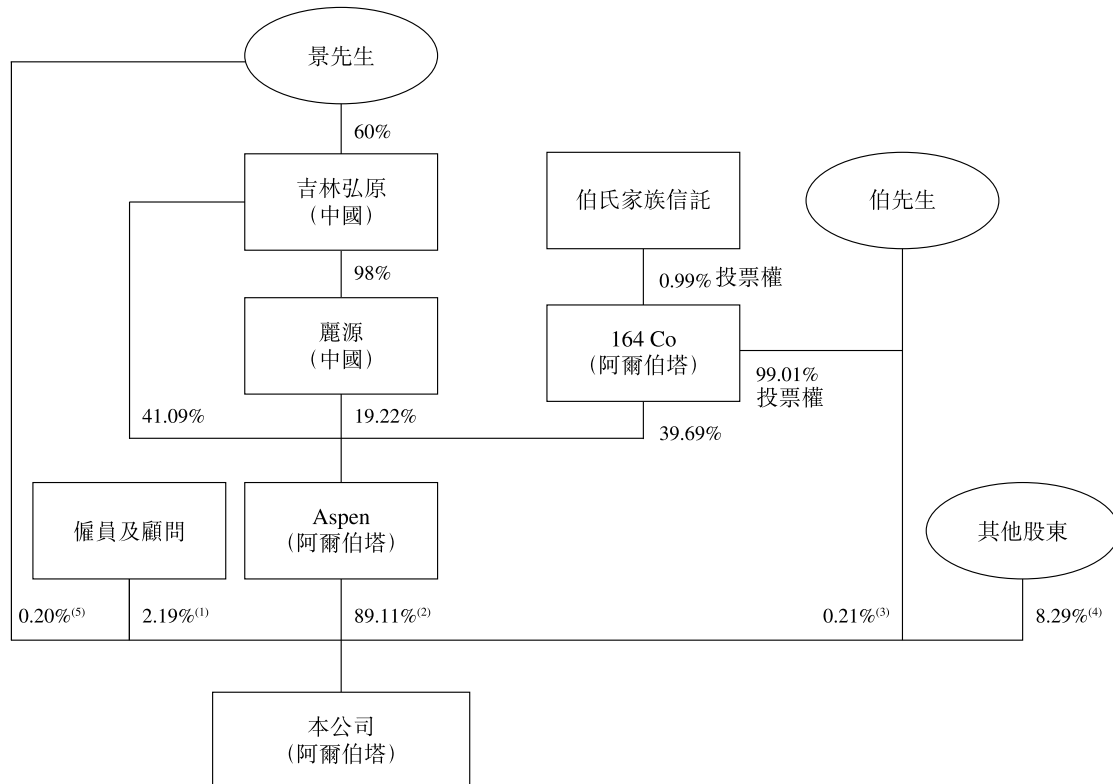 景先生
60%
吉林弘原
(中國)
伯氏家族信託
伯先生
98%
0.99% 投票權
麗源
(中國)
164 Co
(阿爾伯塔)
99.01%
投票權
41.09%
19.22%
39.69%
僱員及顧問
Aspen
(阿爾伯塔)
其他股東
0.20%(5)
2.19%(1)
89.11%(2)
0.21%(3)
8.29%(4)
本公司
(阿爾伯塔)